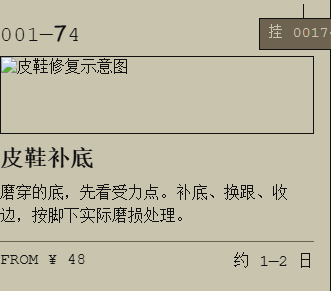 001—74
挂 0017
皮鞋修复示意图
皮鞋补底
磨穿的底，先看受力点。补底、换跟、收
边，按脚下实际磨损处理。
FROM ¥ 48
约 1—2 日